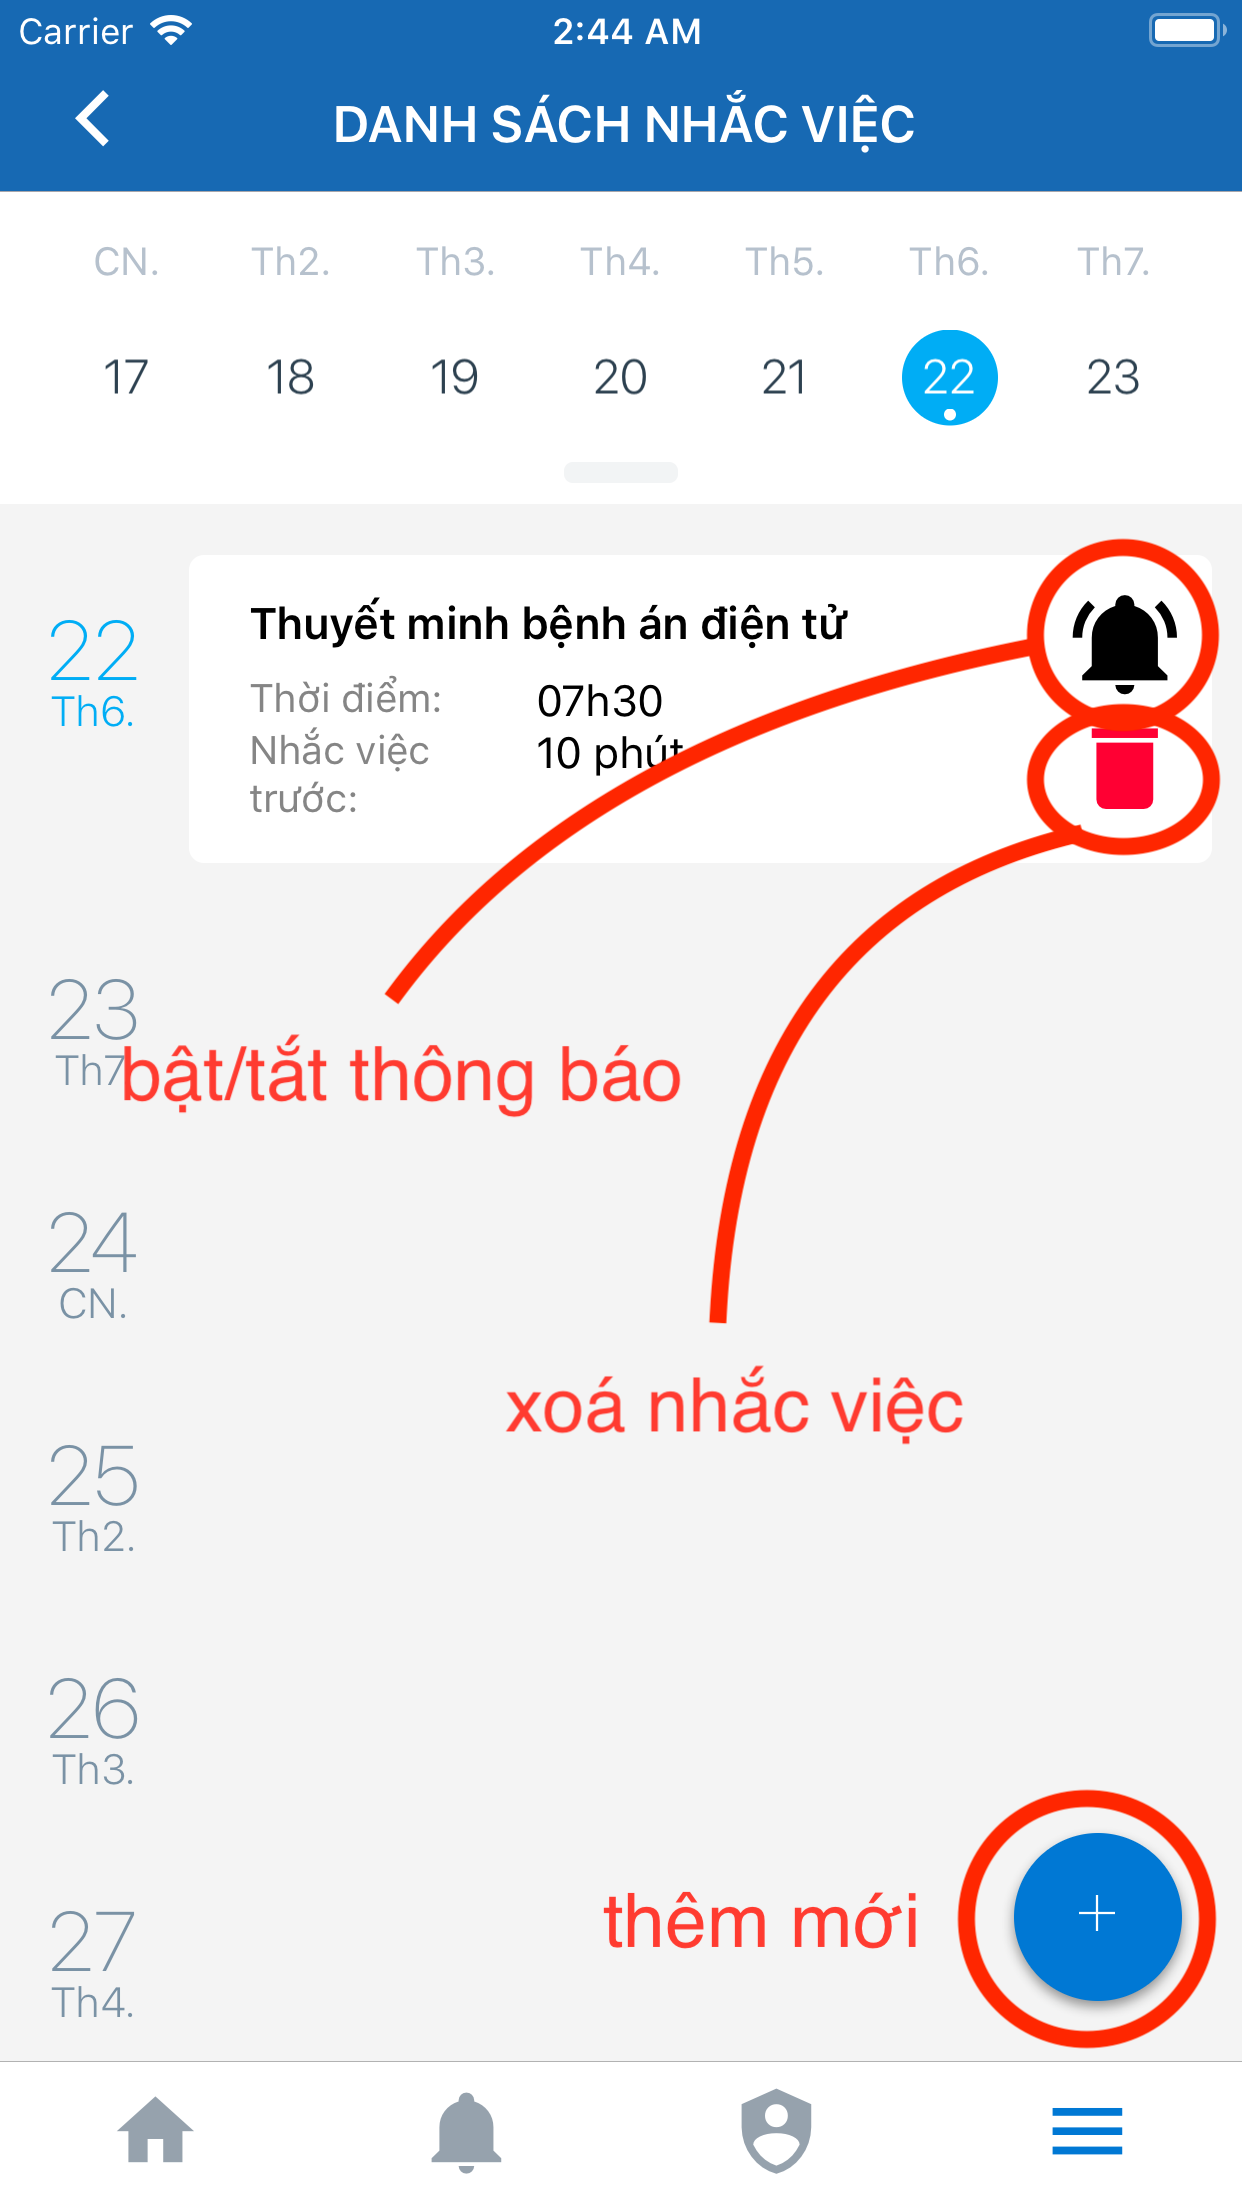 Carrier 2:44 AM
DANH SÁCH NHẮC VIỆC
CN. Th2. Th3. Th4. Th5. Th6. Th7.
17 18 19 20 21 22 23
22
Th6.
Thuyết minh bệnh án điện tử
Thời điểm: 07h30
Nhắc việc trước: 10 phút
23
Th7
bật/tắt thông báo
24
CN.
xoá nhắc việc
25
Th2.
26
Th3.
thêm mới
27
Th4.